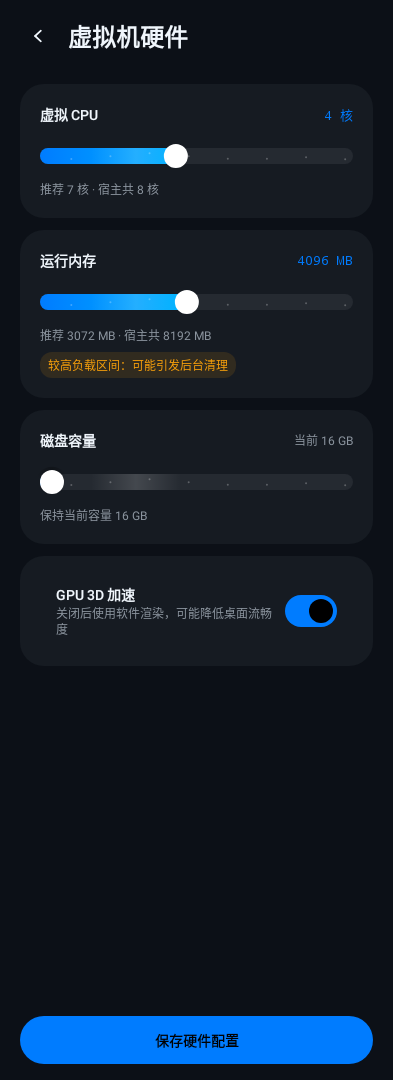 虚拟机硬件
虚拟 CPU
4 核
推荐 7 核 · 宿主共 8 核
运行内存
4096 MB
推荐 3072 MB · 宿主共 8192 MB
较高负载区间：可能引发后台清理
磁盘容量
当前 16 GB
保持当前容量 16 GB
GPU 3D 加速
关闭后使用软件渲染，可能降低桌面流畅
度
保存硬件配置